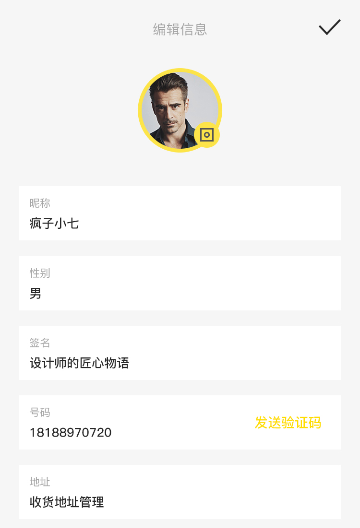 编辑信息
昵称
疯子小七
性别
男
签名
设计师的匠心物语
号码
18188970720
发送验证码
地址
收货地址管理